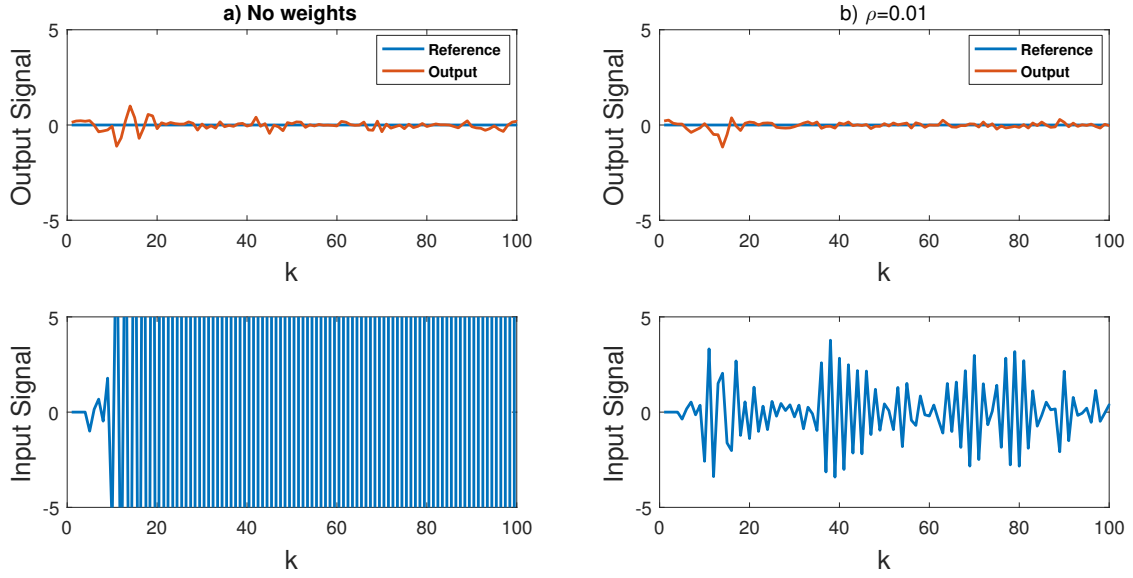 a) No weights
5
0
-5
Output Signal
Reference
Output
0 20 40 60 80 100
k
b) ρ=0.01
5
0
-5
Output Signal
Reference
Output
0 20 40 60 80 100
k
5
0
-5
Input Signal
0 20 40 60 80 100
k
5
0
-5
Input Signal
0 20 40 60 80 100
k